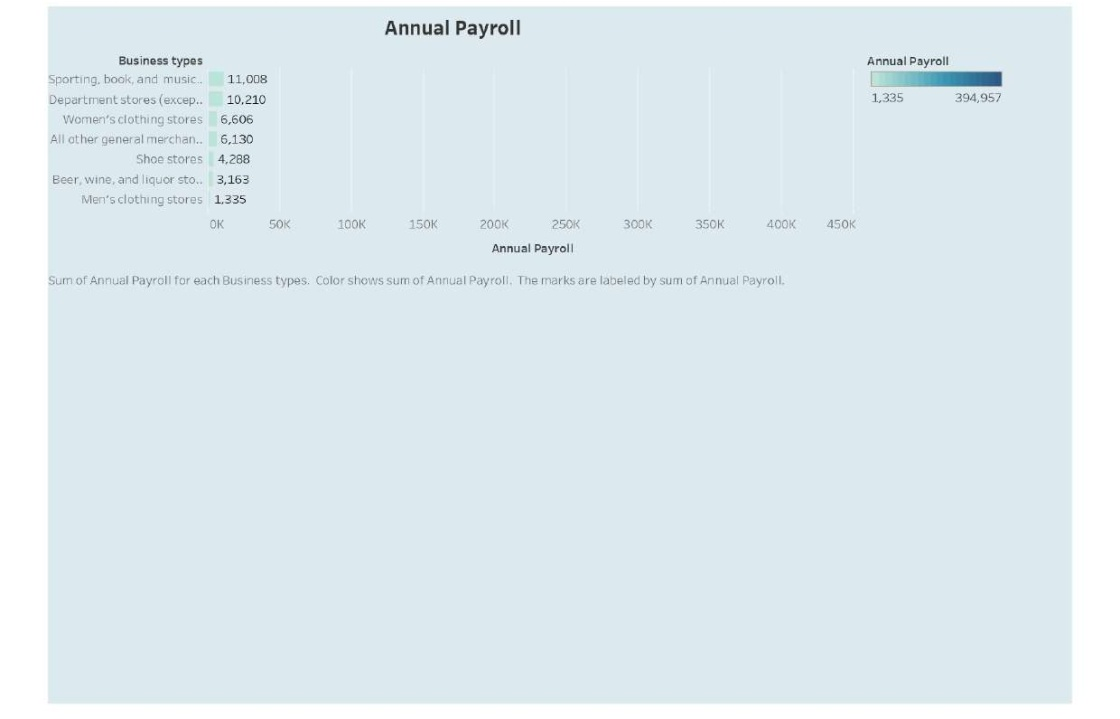 Annual Payroll
Business types
Annual Payroll
Sporting, book, and music.. 11,008
1,335 394,957
Department stores (excep.. 10,210
Women's clothing stores 6,606
All other general merchan.. 6,130
Shoe stores 4,288
Beer, wine, and liquor sto.. 3,163
Men's clothing stores 1,335
0K 50K 100K 150K 200K 250K 300K 350K 400K 450K
Annual Payroll
Sum of Annual Payroll for each Business types. Color shows sum of Annual Payroll. The marks are labeled by sum of Annual Payroll.